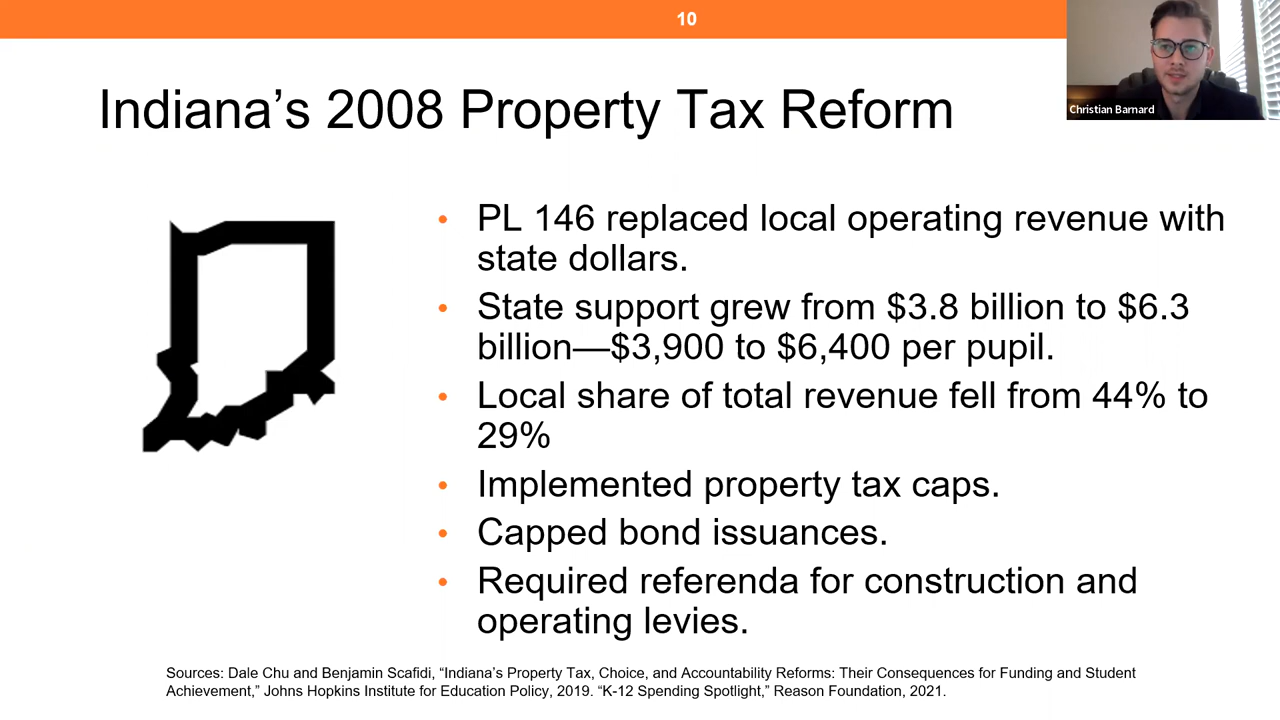 10
Christian Barnard
Indiana’s 2008 Property Tax Reform
• PL 146 replaced local operating revenue with
state dollars.
• State support grew from $3.8 billion to $6.3
billion—$3,900 to $6,400 per pupil.
• Local share of total revenue fell from 44% to
29%
• Implemented property tax caps.
• Capped bond issuances.
• Required referenda for construction and
operating levies.
Sources: Dale Chu and Benjamin Scafidi, “Indiana’s Property Tax, Choice, and Accountability Reforms: Their Consequences for Funding and Student
Achievement,” Johns Hopkins Institute for Education Policy, 2019. “K-12 Spending Spotlight,” Reason Foundation, 2021.